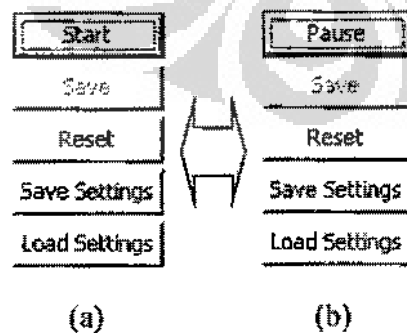 Start
Save
Reset
Save Settings
Load Settings
(a)
Pause
Save
Reset
Save Settings
Load Settings
(b)